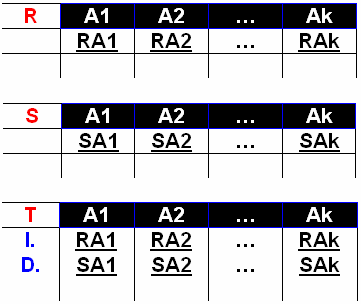 R A1 A2 ... Ak
RA1 RA2 ... RAk
S A1 A2 ... Ak
SA1 SA2 ... SAk
T A1 A2 ... Ak
I. RA1 RA2 ... RAk
D. SA1 SA2 ... SAk